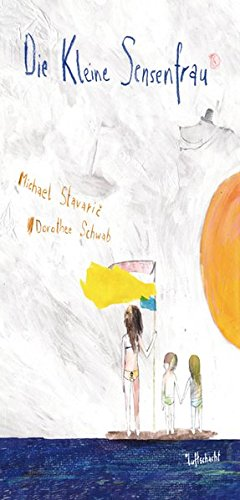 Die Kleine Sensenfrau
Michael Stavarič
Dorothee Schwab
luftschacht